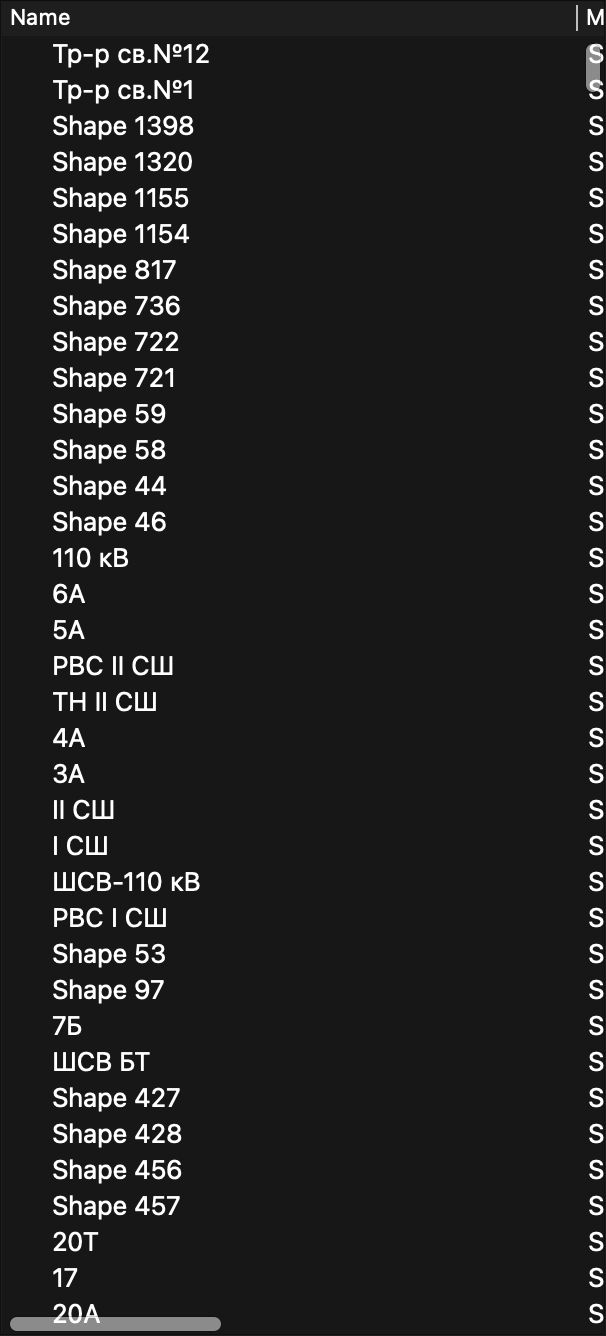 Name M
Тр-р св.№12 S
Тр-р св.№1 S
Shape 1398 S
Shape 1320 S
Shape 1155 S
Shape 1154 S
Shape 817 S
Shape 736 S
Shape 722 S
Shape 721 S
Shape 59 S
Shape 58 S
Shape 44 S
Shape 46 S
110 кВ S
6А S
5А S
РВС II СШ S
ТН II СШ S
4А S
3А S
II СШ S
I СШ S
ШСВ-110 кВ S
РВС I СШ S
Shape 53 S
Shape 97 S
7Б S
ШСВ БТ S
Shape 427 S
Shape 428 S
Shape 456 S
Shape 457 S
20Т S
17 S
20А S